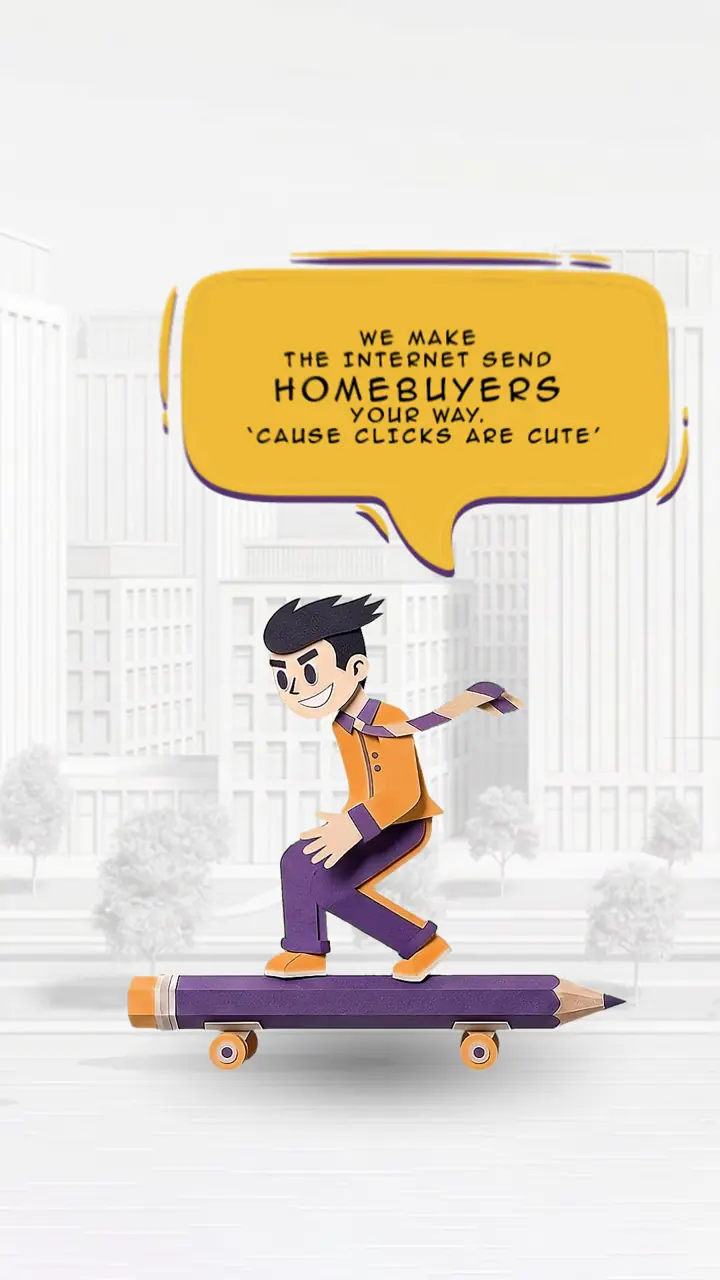 WE MAKE
THE INTERNET SEND
HOMEBUYERS
YOUR WAY.
‘CAUSE CLICKS ARE CUTE’